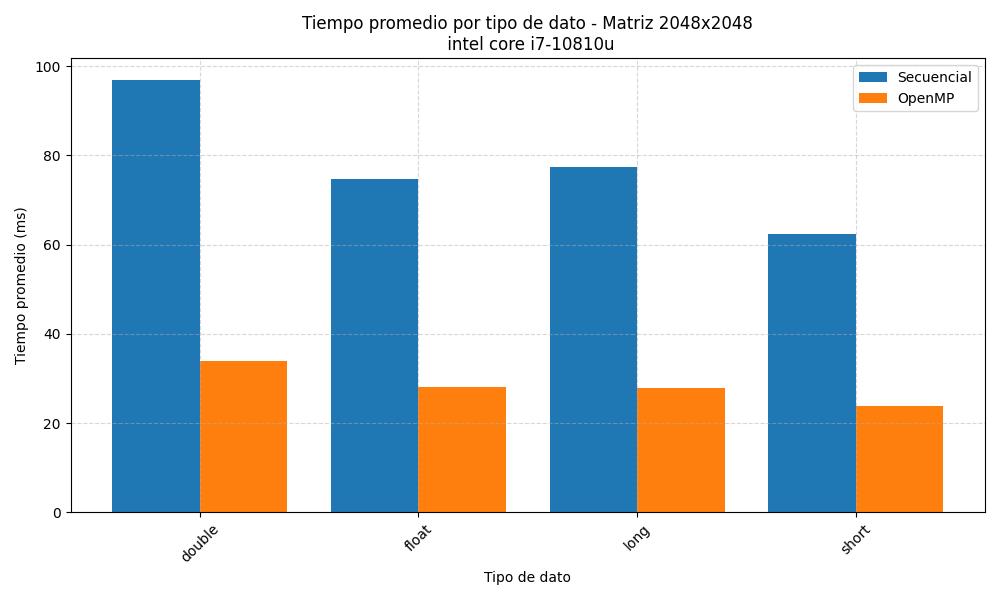 Tiempo promedio por tipo de dato - Matriz 2048x2048
intel core i7-10810u
Secuencial
OpenMP
Tiempo promedio (ms)
100
80
60
40
20
0
double
float
long
short
Tipo de dato